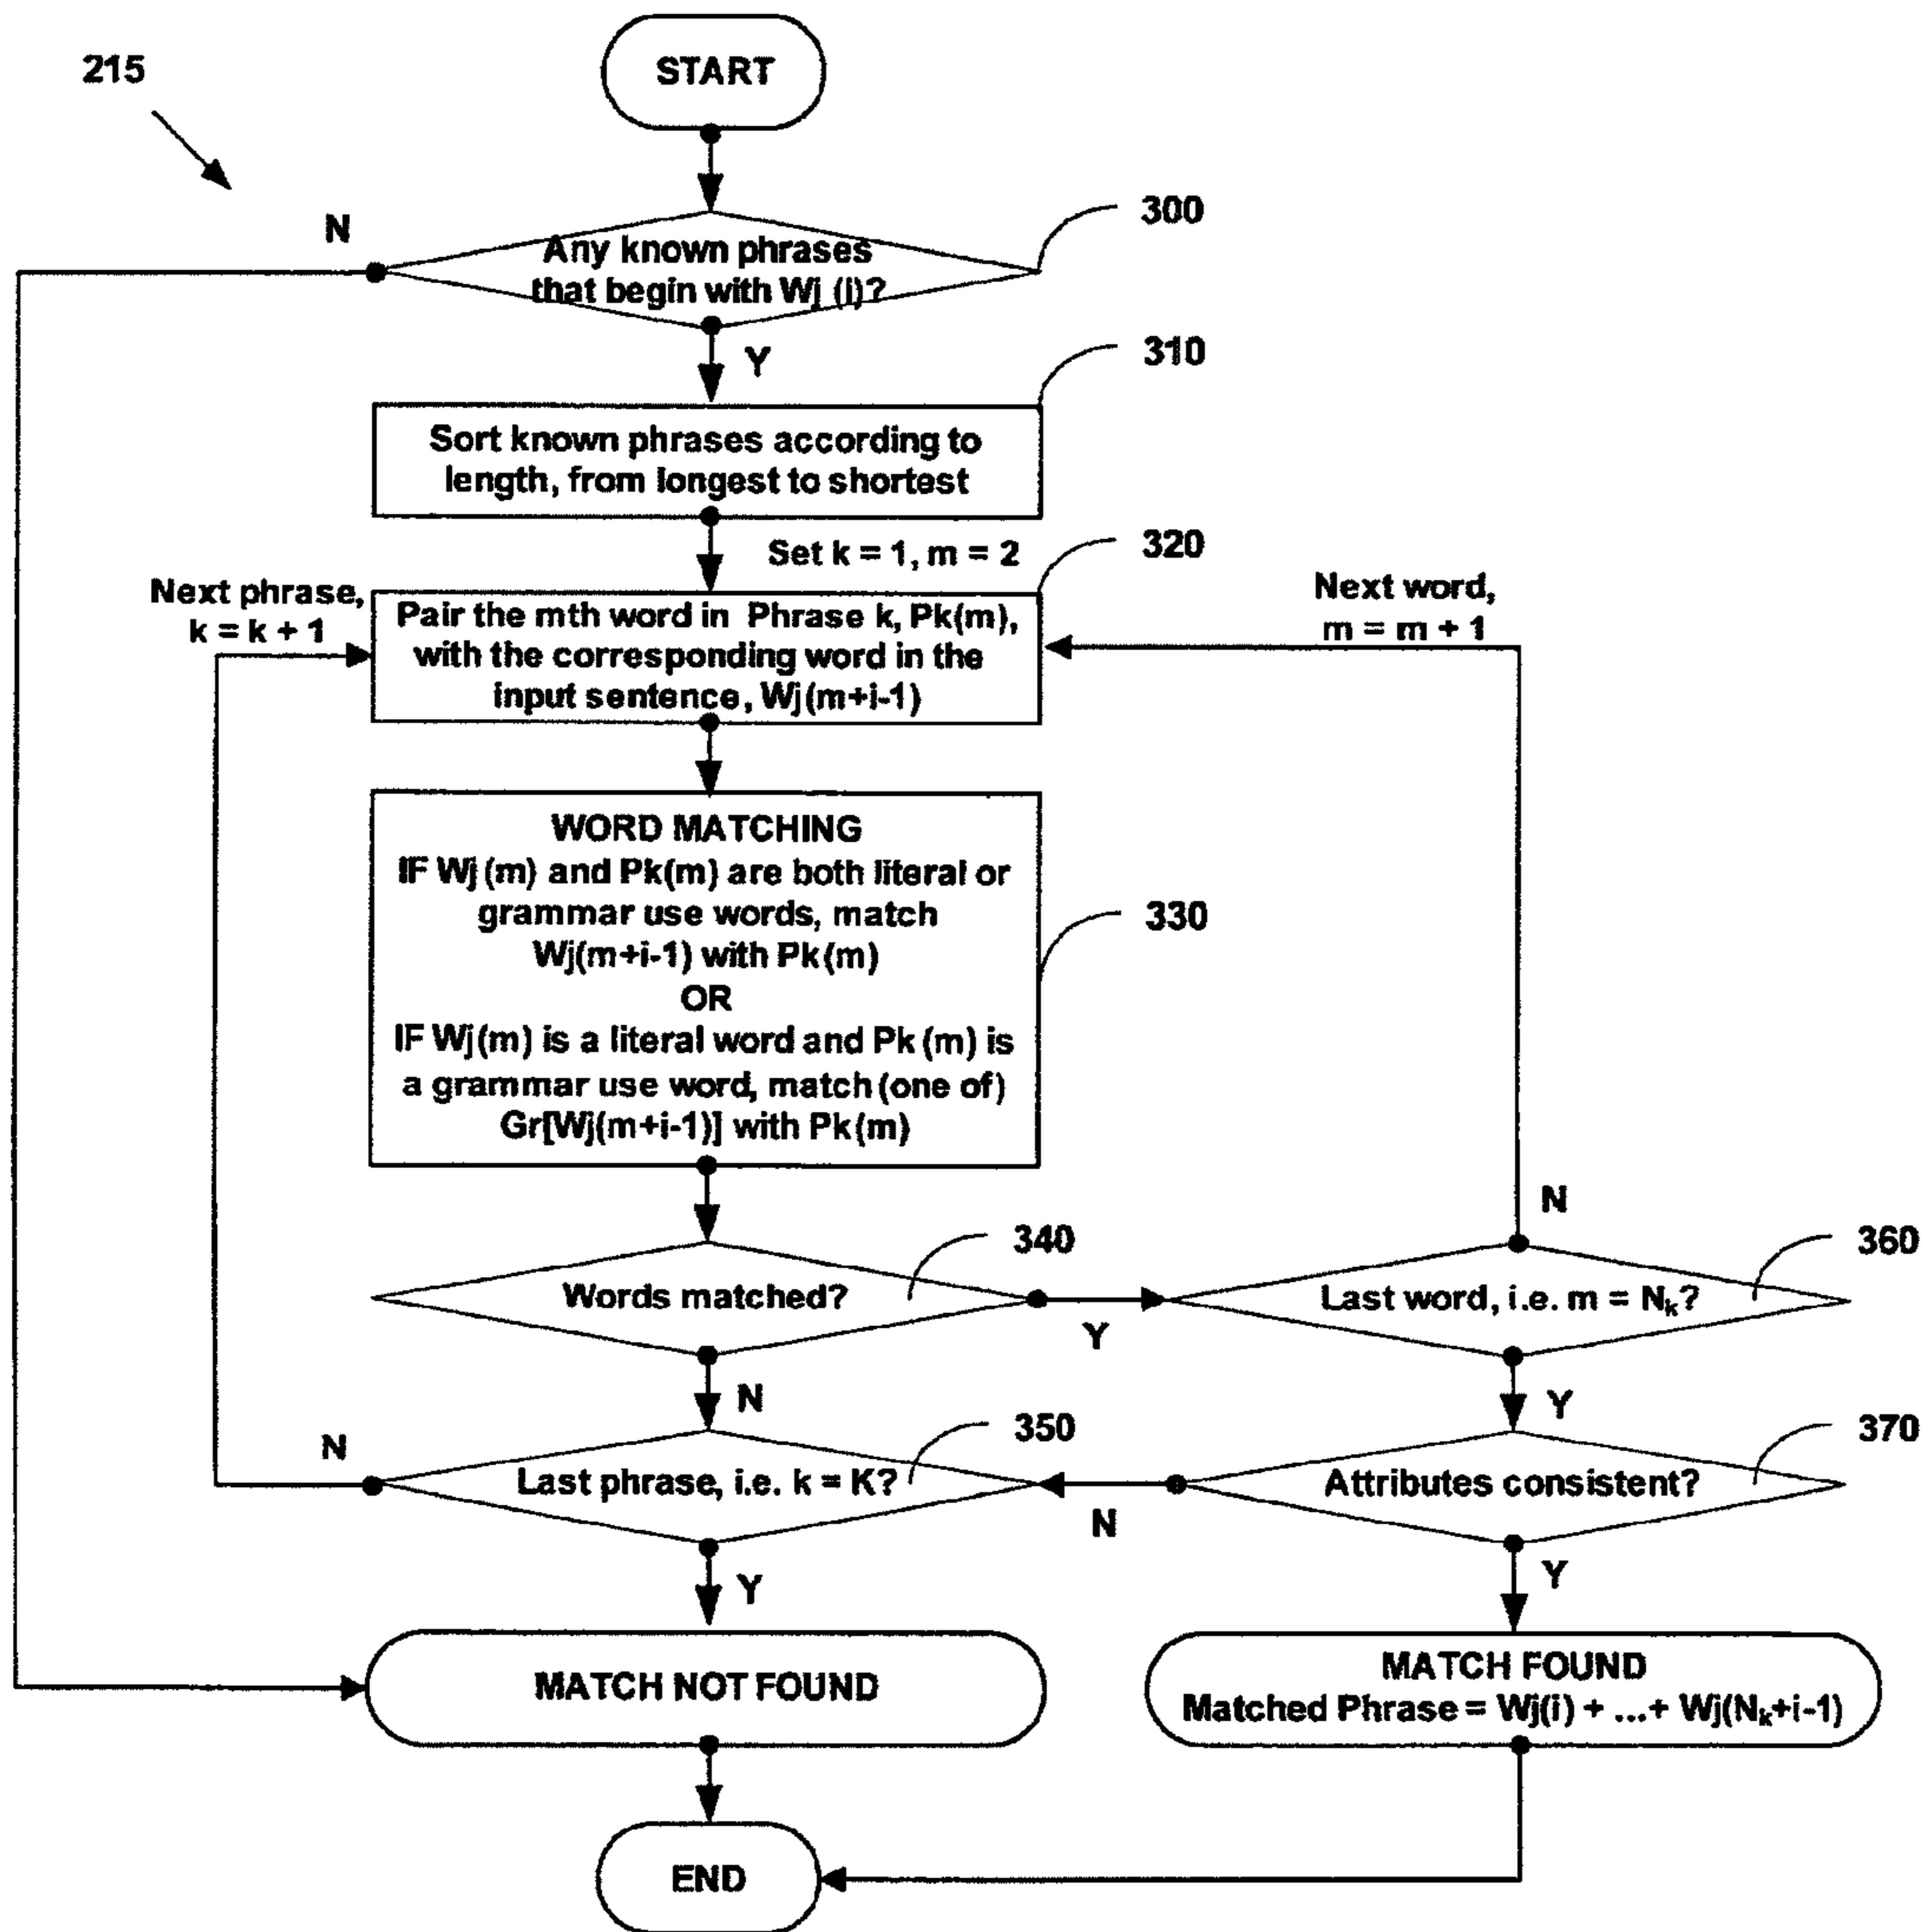 START
215
N
300
Any known phrases
that begin with Wj (i)?
Y
310
Sort known phrases according to
length, from longest to shortest
Set k = 1, m = 2
320
Next phrase,
k = k + 1
Next word,
m = m + 1
Pair the mth word in Phrase k, Pk(m),
with the corresponding word in the
input sentence, Wj(m+i-1)
WORD MATCHING
IF Wj (m) and Pk(m) are both literal or
grammar use words, match
Wj(m+i-1) with Pk(m)
OR
IF Wj(m) is a literal word and Pk (m) is
a grammar use word, match (one of)
Gr[Wj(m+i-1)] with Pk(m)
330
N
340
360
Words matched?
Y
Last word, i.e. m = Nk?
N
Y
350
370
N
Last phrase, i.e. k = K?
N
Attributes consistent?
Y
Y
MATCH NOT FOUND
MATCH FOUND
Matched Phrase = Wj(i) + ...+ Wj(Nk+i-1)
END